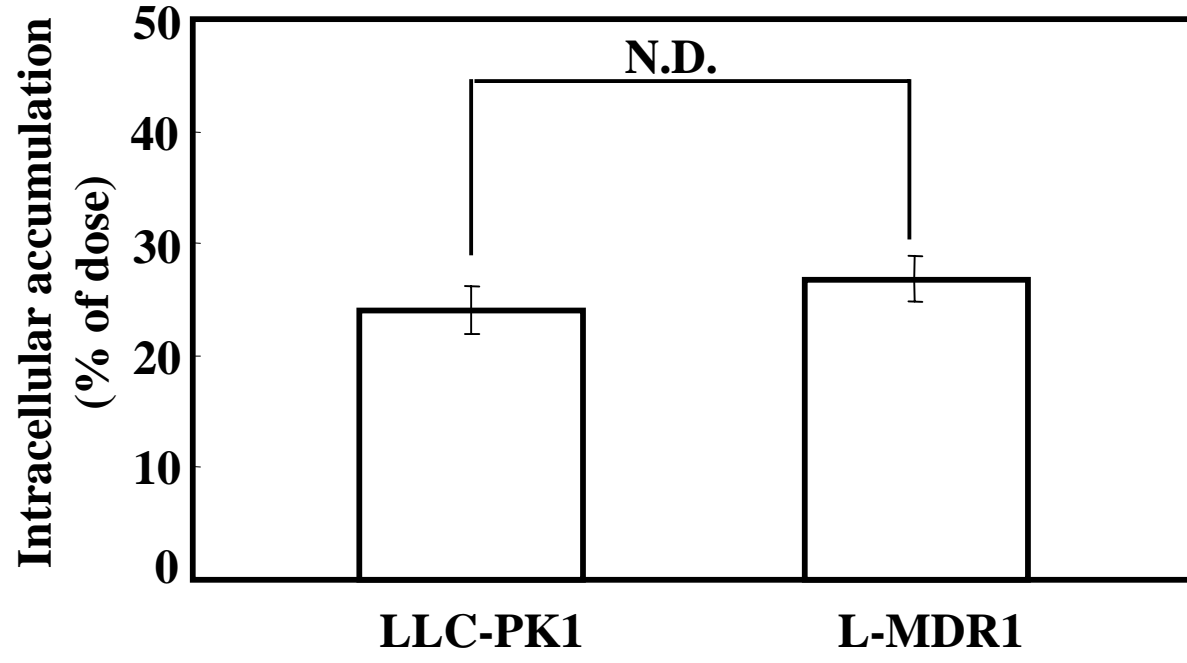 Intracellular accumulation
(% of dose)
50
40
30
20
10
0
N.D.
LLC-PK1
L-MDR1